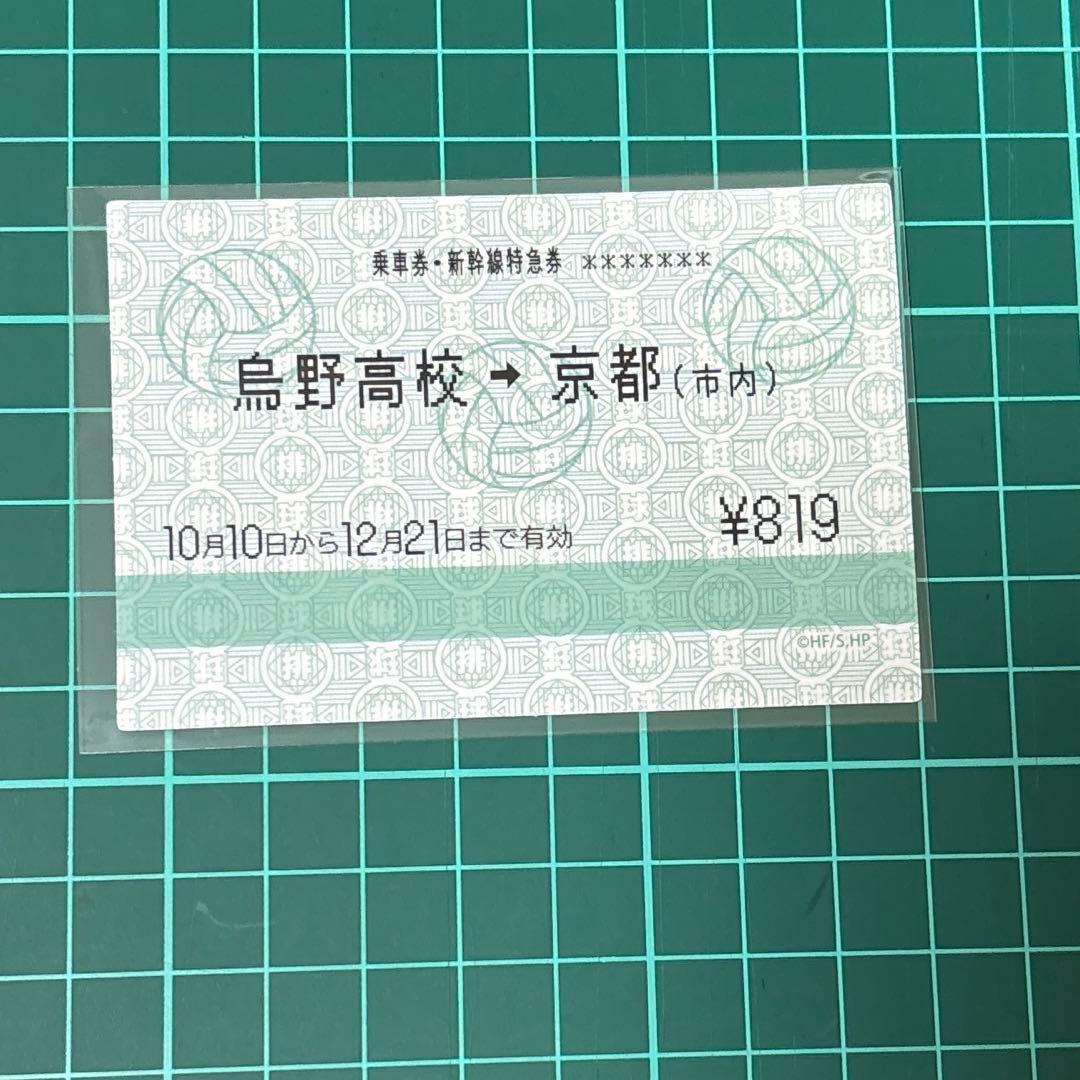 乗車券・新幹線特急券 ＊＊＊＊＊＊＊
烏野高校 ➡ 京都(市内)
10月10日から12月21日まで有効
¥819
©HF/S,HP